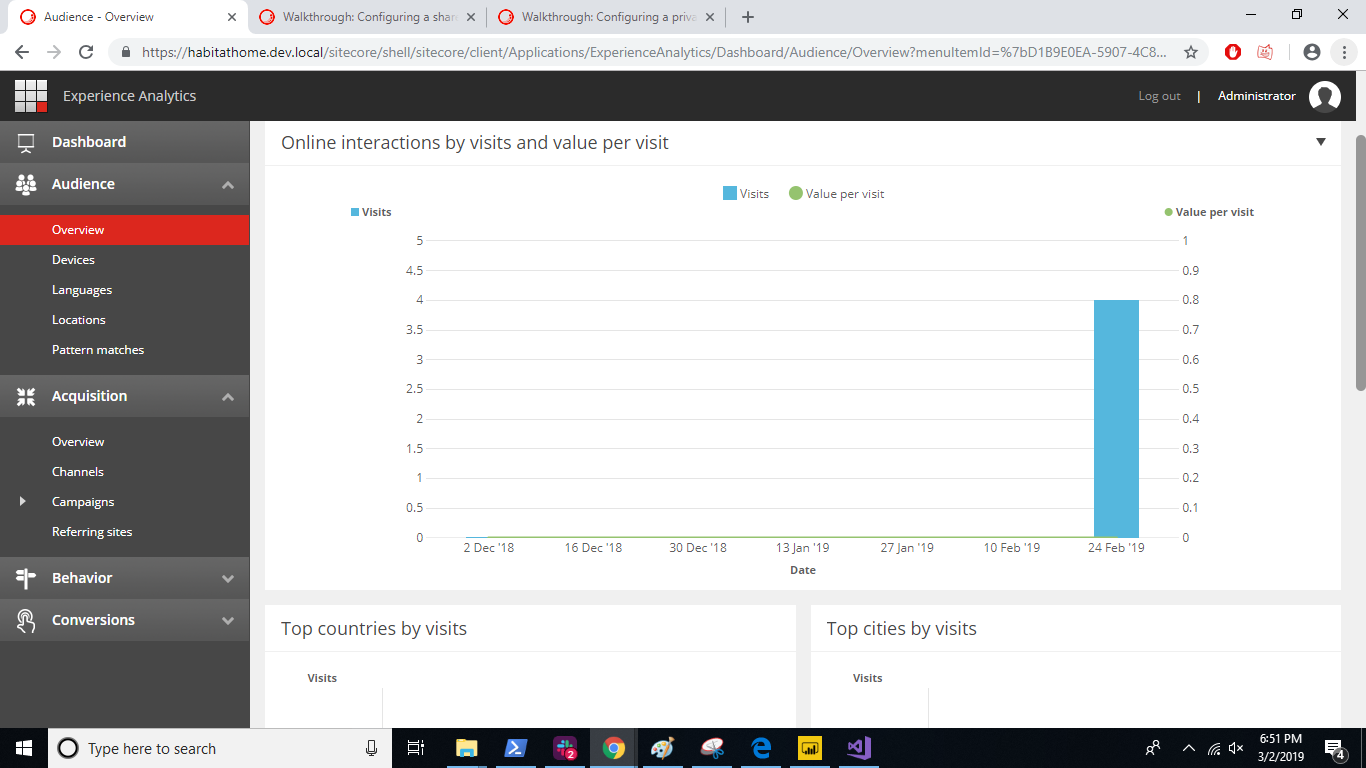 Audience - Overview
Walkthrough: Configuring a shar
Walkthrough: Configuring a priva
https://habitathome.dev.local/sitecore/shell/sitecore/client/Applications/ExperienceAnalytics/Dashboard/Audience/Overview?menuItemId=%7bD1B9E0EA-5907-4C8...
Experience Analytics
Log out | Administrator
Dashboard
Audience
Overview
Devices
Languages
Locations
Pattern matches
Acquisition
Overview
Channels
Campaigns
Referring sites
Behavior
Conversions
Online interactions by visits and value per visit
Visits Value per visit
Visits
Value per visit
5
4.5
4
3.5
3
2.5
2
1.5
1
0.5
0
1
0.9
0.8
0.7
0.6
0.5
0.4
0.3
0.2
0.1
0
2 Dec '18 16 Dec '18 30 Dec '18 13 Jan '19 27 Jan '19 10 Feb '19 24 Feb '19
Date
Top countries by visits
Visits
Top cities by visits
Visits
Type here to search
2
6:51 PM
3/2/2019
4